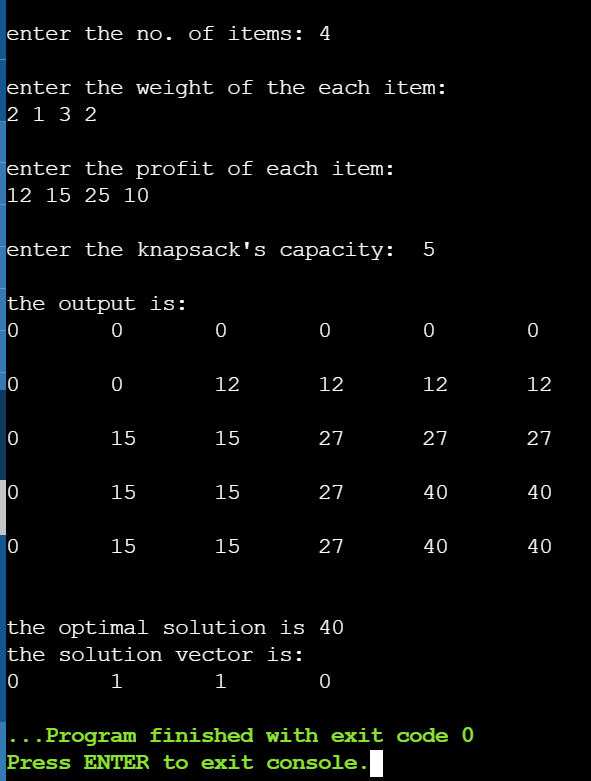 enter the no. of items: 4
enter the weight of the each item:
2 1 3 2
enter the profit of each item:
12 15 25 10
enter the knapsack's capacity:  5
the output is:
0 0 0 0 0 0
0 0 12 12 12 12
0 15 15 27 27 27
0 15 15 27 40 40
0 15 15 27 40 40
the optimal solution is 40
the solution vector is:
0 1 1 0
...Program finished with exit code 0
Press ENTER to exit console.